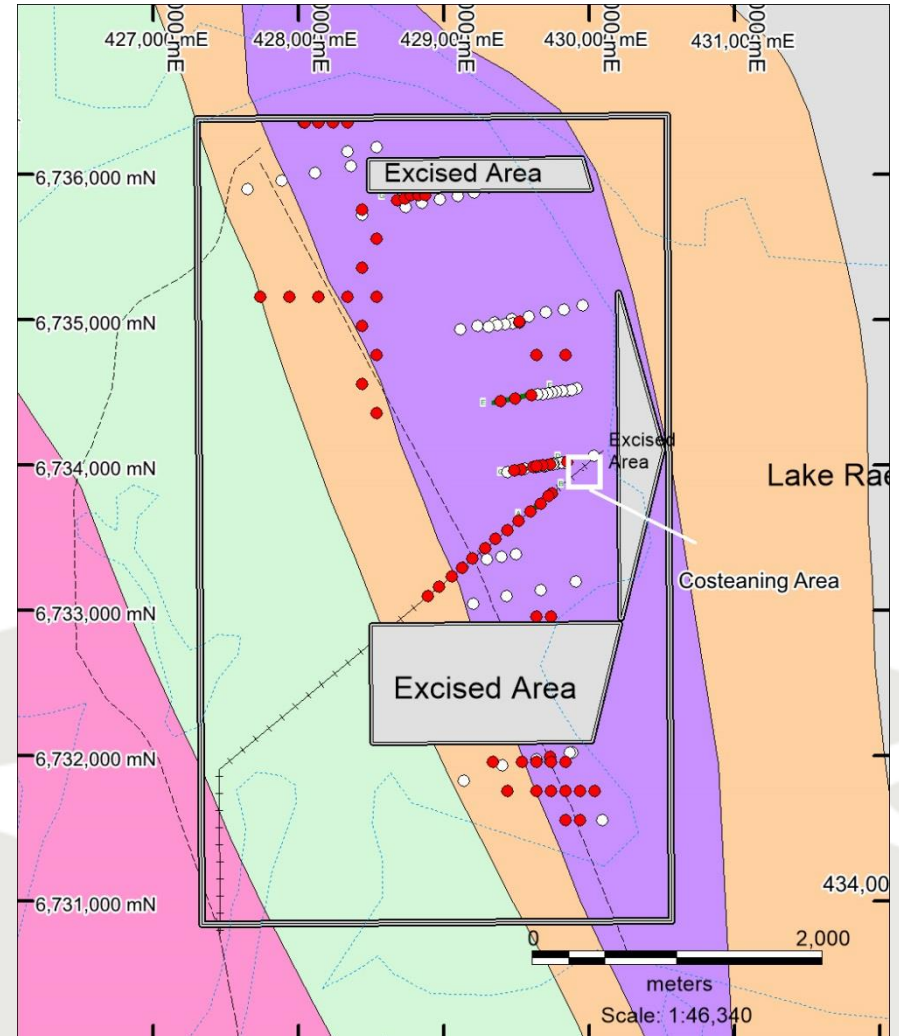 427,000 mE
428,000 mE
429,000 mE
430,000 mE
431,000 mE
6,736,000 mN
Excised Area
6,735,000 mN
6,734,000 mN
Excised
Area
Lake Rae
Costeaning Area
6,733,000 mN
Excised Area
6,732,000 mN
6,731,000 mN
434,00
0
2,000
meters
Scale: 1:46,340